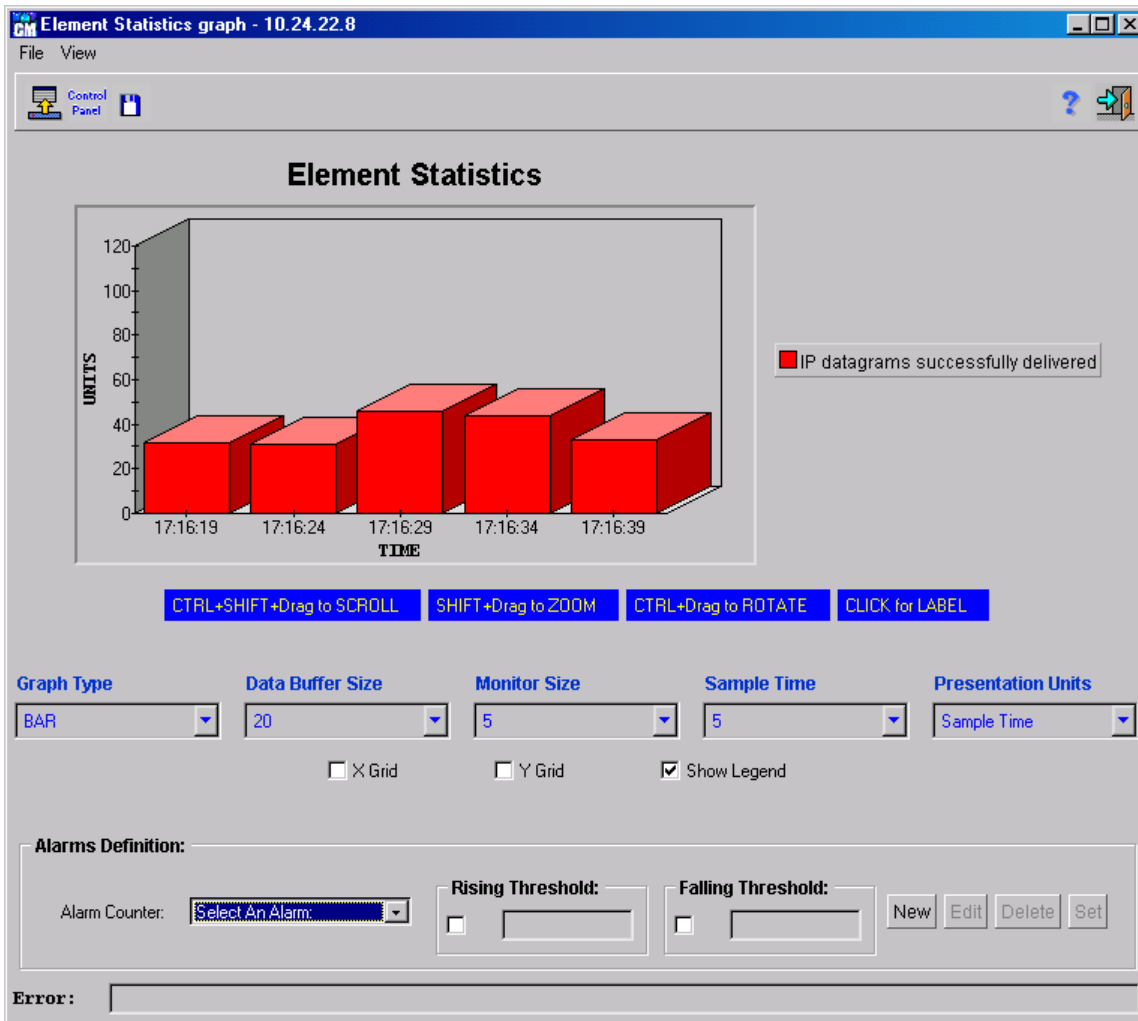 CM Element Statistics graph - 10.24.22.8
File View
Control
Panel
?
Element Statistics
120
100
80
60
40
20
0
UNITS
17:16:19 17:16:24 17:16:29 17:16:34 17:16:39
TIME
IP datagrams successfully delivered
CTRL+SHIFT+Drag to SCROLL SHIFT+Drag to ZOOM CTRL+Drag to ROTATE CLICK for LABEL
Graph Type Data Buffer Size Monitor Size Sample Time Presentation Units
BAR 20 5 5 Sample Time
X Grid Y Grid Show Legend
Alarms Definition:
Rising Threshold: Falling Threshold:
Alarm Counter: Select An Alarm: New Edit Delete Set
Error: